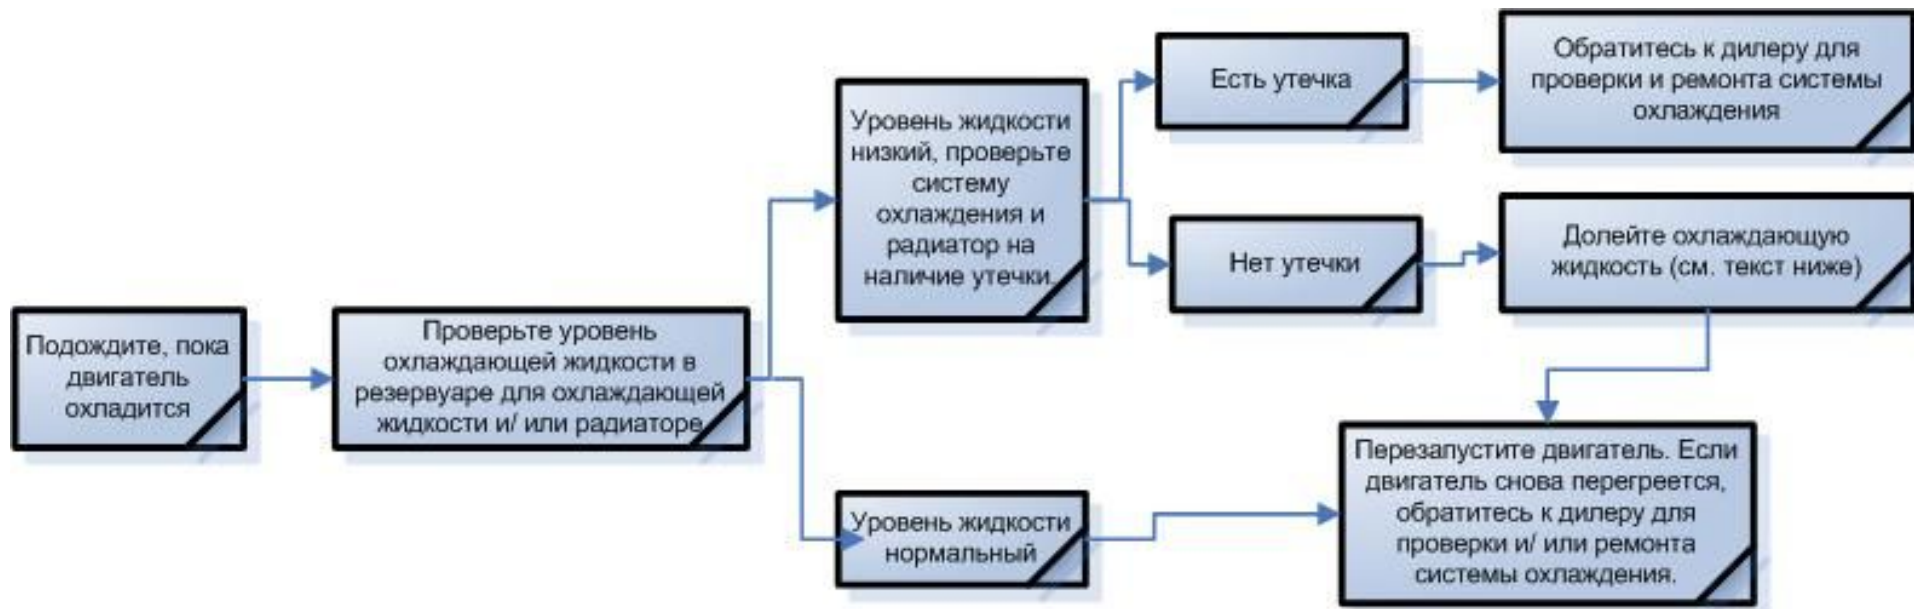 Подождите, пока
двигатель
охладится
Проверьте уровень
охлаждающей жидкости в
резервуаре для охлаждающей
жидкости и/ или радиаторе
Уровень жидкости
низкий, проверьте
систему
охлаждения и
радиатор на
наличие утечки.
Есть утечка
Обратитесь к дилеру для
проверки и ремонта системы
охлаждения
Нет утечки
Долейте охлаждающую
жидкость (см. текст ниже)
Уровень жидкости
нормальный
Перезапустите двигатель. Если
двигатель снова перегреется,
обратитесь к дилеру для
проверки и/ или ремонта
системы охлаждения.